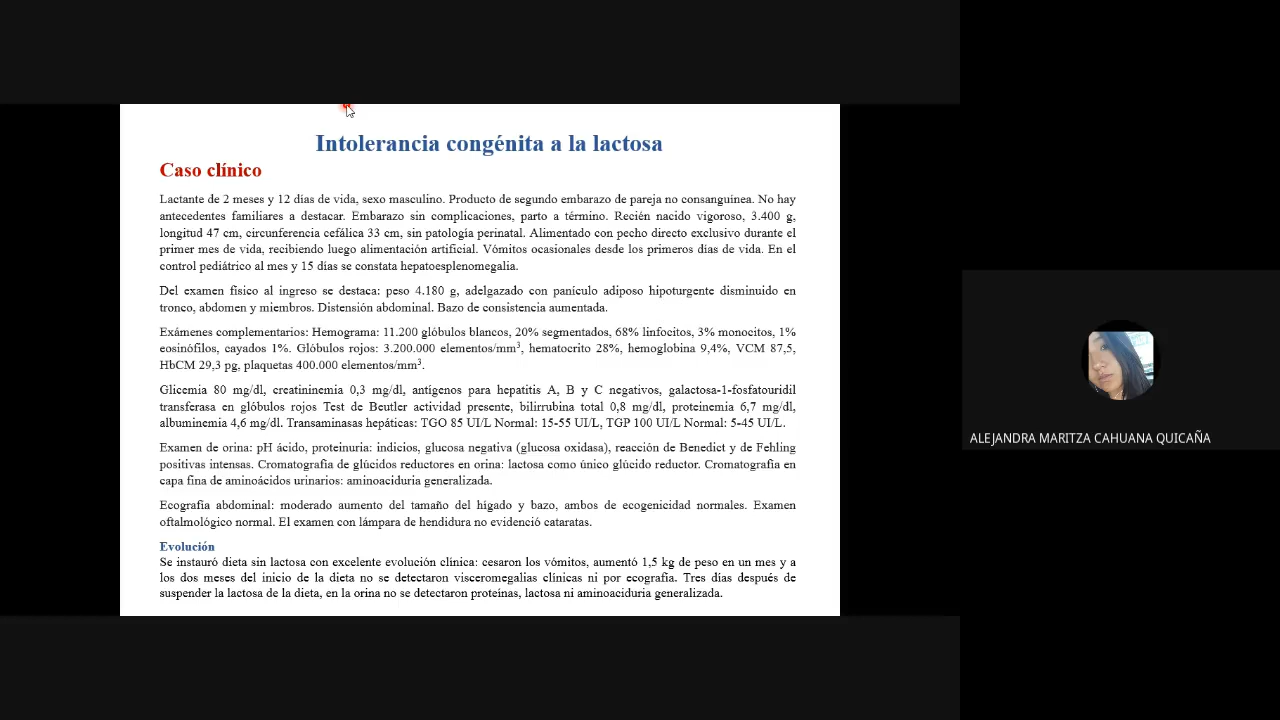 Intolerancia congénita a la lactosa
Caso clínico
Lactante de 2 meses y 12 días de vida, sexo masculino. Producto de segundo embarazo de pareja no consanguínea. No hay
antecedentes familiares a destacar. Embarazo sin complicaciones, parto a término. Recién nacido vigoroso, 3.400 g,
longitud 47 cm, circunferencia cefálica 33 cm, sin patología perinatal. Alimentado con pecho directo exclusivo durante el
primer mes de vida, recibiendo luego alimentación artificial. Vómitos ocasionales desde los primeros días de vida. En el
control pediátrico al mes y 15 días se constata hepatoesplenomegalia.
Del examen físico al ingreso se destaca: peso 4.180 g, adelgazado con panículo adiposo hipoturgente disminuido en
tronco, abdomen y miembros. Distensión abdominal. Bazo de consistencia aumentada.
Exámenes complementarios: Hemograma: 11.200 glóbulos blancos, 20% segmentados, 68% linfocitos, 3% monocitos, 1%
eosinófilos, cayados 1%. Glóbulos rojos: 3.200.000 elementos/mm³, hematocrito 28%, hemoglobina 9,4%, VCM 87,5,
HbCM 29,3 pg, plaquetas 400.000 elementos/mm³.
Glicemia 80 mg/dl, creatininemia 0,3 mg/dl, antígenos para hepatitis A, B y C negativos, galactosa-1-fosfatouridil
transferasa en glóbulos rojos Test de Beutler actividad presente, bilirrubina total 0,8 mg/dl, proteinemia 6,7 mg/dl,
albuminemia 4,6 mg/dl. Transaminasas hepáticas: TGO 85 UI/L Normal: 15-55 UI/L, TGP 100 UI/L Normal: 5-45 UI/L.
Examen de orina: pH ácido, proteinuria: indicios, glucosa negativa (glucosa oxidasa), reacción de Benedict y de Fehling
positivas intensas. Cromatografía de glúcidos reductores en orina: lactosa como único glúcido reductor. Cromatografía en
capa fina de aminoácidos urinarios: aminoaciduria generalizada.
Ecografía abdominal: moderado aumento del tamaño del hígado y bazo, ambos de ecogenicidad normales. Examen
oftalmológico normal. El examen con lámpara de hendidura no evidenció cataratas.
Evolución
Se instauró dieta sin lactosa con excelente evolución clínica: cesaron los vómitos, aumentó 1,5 kg de peso en un mes y a
los dos meses del inicio de la dieta no se detectaron visceromegalias clínicas ni por ecografía. Tres días después de
suspender la lactosa de la dieta, en la orina no se detectaron proteínas, lactosa ni aminoaciduria generalizada.
ALEJANDRA MARITZA CAHUANA QUICAÑA